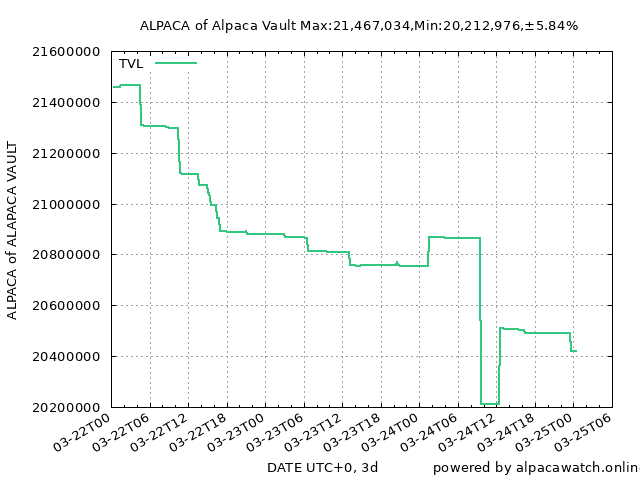 ALPACA of Alpaca Vault Max:21,467,034,Min:20,212,976,±5.84%
TVL
ALPACA of ALAPACA VAULT
21600000
21400000
21200000
21000000
20800000
20600000
20400000
20200000
03-22T00
03-22T06
03-22T12
03-22T18
03-23T00
03-23T06
03-23T12
03-23T18
03-24T00
03-24T06
03-24T12
03-24T18
03-25T00
03-25T06
DATE UTC+0, 3d
powered by alpacawatch.onlin